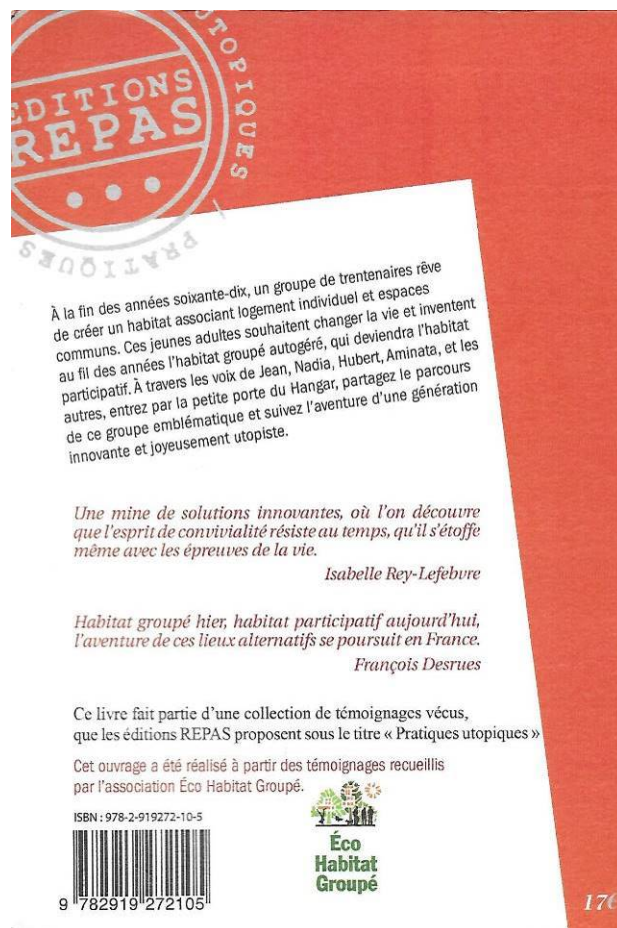 EDITIONS
REPAS
PRATIQUES UTOPIQUES
À la fin des années soixante-dix, un groupe de trentenaires rêve
de créer un habitat associant logement individuel et espaces
communs. Ces jeunes adultes souhaitent changer la vie et inventent
au fil des années l'habitat groupé autogéré, qui deviendra l'habitat
participatif. À travers les voix de Jean, Nadia, Hubert, Aminata, et les
autres, entrez par la petite porte du Hangar, partagez le parcours
de ce groupe emblématique et suivez l'aventure d'une génération
innovante et joyeusement utopiste.
Une mine de solutions innovantes, où l'on découvre
que l'esprit de convivialité résiste au temps, qu'il s'étoffe
même avec les épreuves de la vie.
Isabelle Rey-Lefebvre
Habitat groupé hier, habitat participatif aujourd'hui,
l'aventure de ces lieux alternatifs se poursuit en France.
François Desrues
Ce livre fait partie d'une collection de témoignages vécus,
que les éditions REPAS proposent sous le titre « Pratiques utopiques »
Cet ouvrage a été réalisé à partir des témoignages recueillis
par l'association Éco Habitat Groupé.
ISBN : 978-2-919272-10-5
9 782919 272105
Éco
Habitat
Groupé
17€